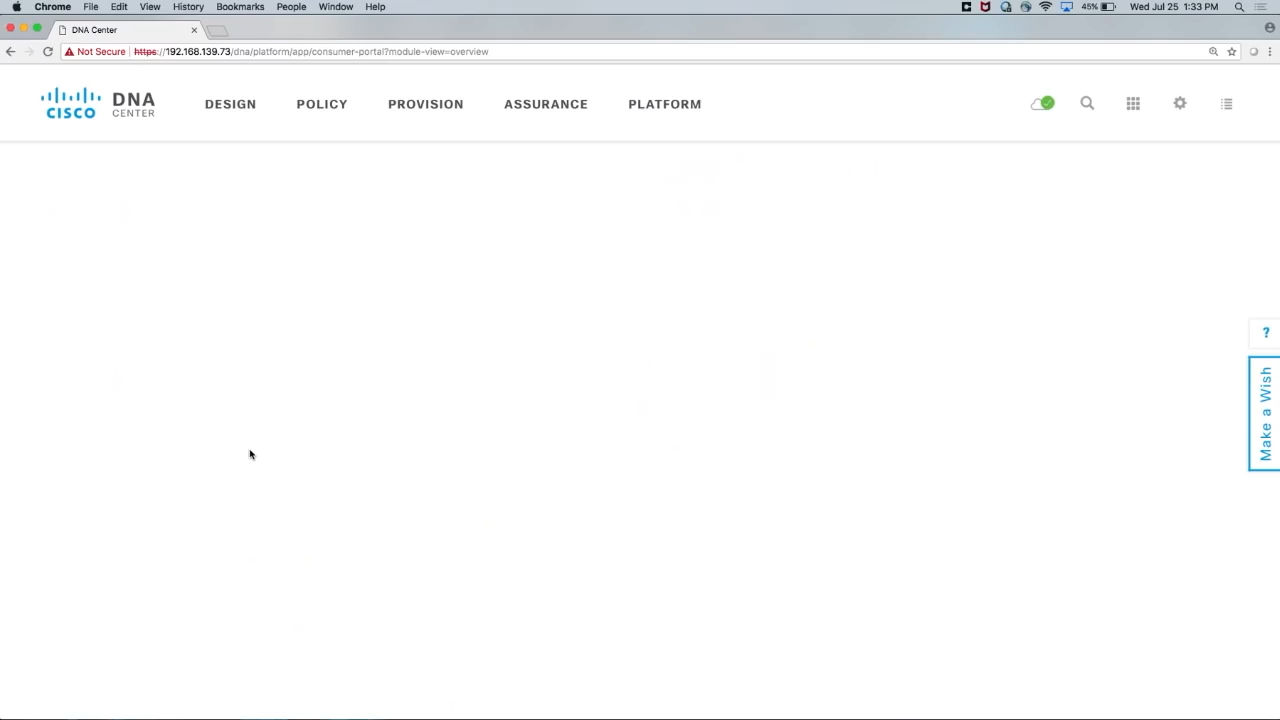 Chrome File Edit View History Bookmarks People Window Help 45% Wed Jul 25 1:33 PM
DNA Center
Not Secure https://192.168.139.73/dna/platform/app/consumer-portal?module-view=overview
CISCO DNA CENTER DESIGN POLICY PROVISION ASSURANCE PLATFORM
?
Make a Wish